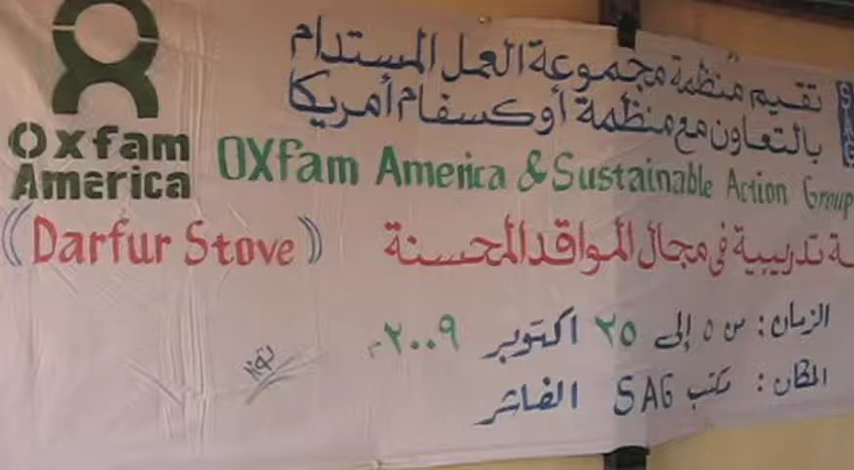 Oxfam
America
تقيم منظمة مجموعة العمل المستدام
SAG
بالتعاون مع منظمة أوكسفام أمريكا
OXfam America & Sustainable Action Group
((Darfur Stove))
ة تدريبية في مجال المواقد المحسنة
الزمان: من ٥ إلى ٢٥ اكتوبر ٢٠٠٩م
المكان: مكتب SAG الفاشر